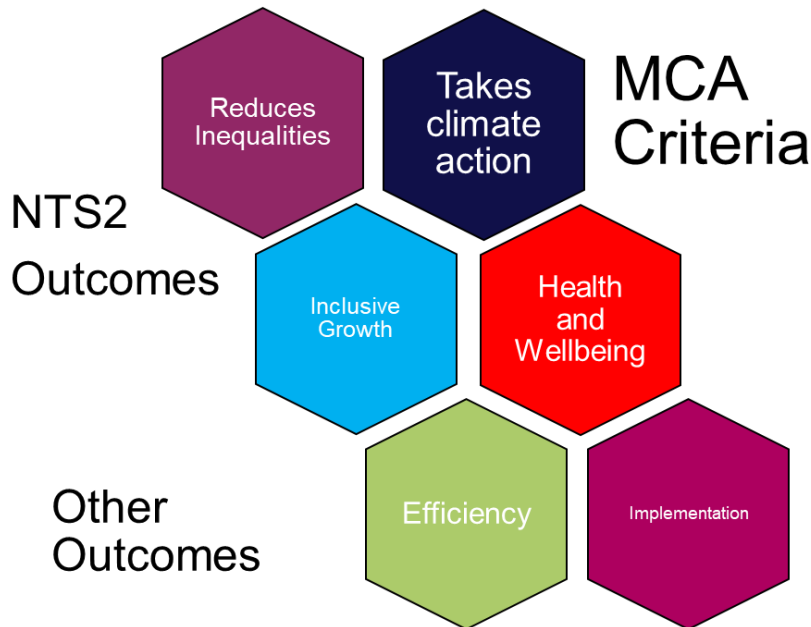 MCA
Criteria
Reduces
Inequalities
Takes
climate
action
NTS2
Outcomes
Inclusive
Growth
Health
and
Wellbeing
Other
Outcomes
Efficiency
Implementation